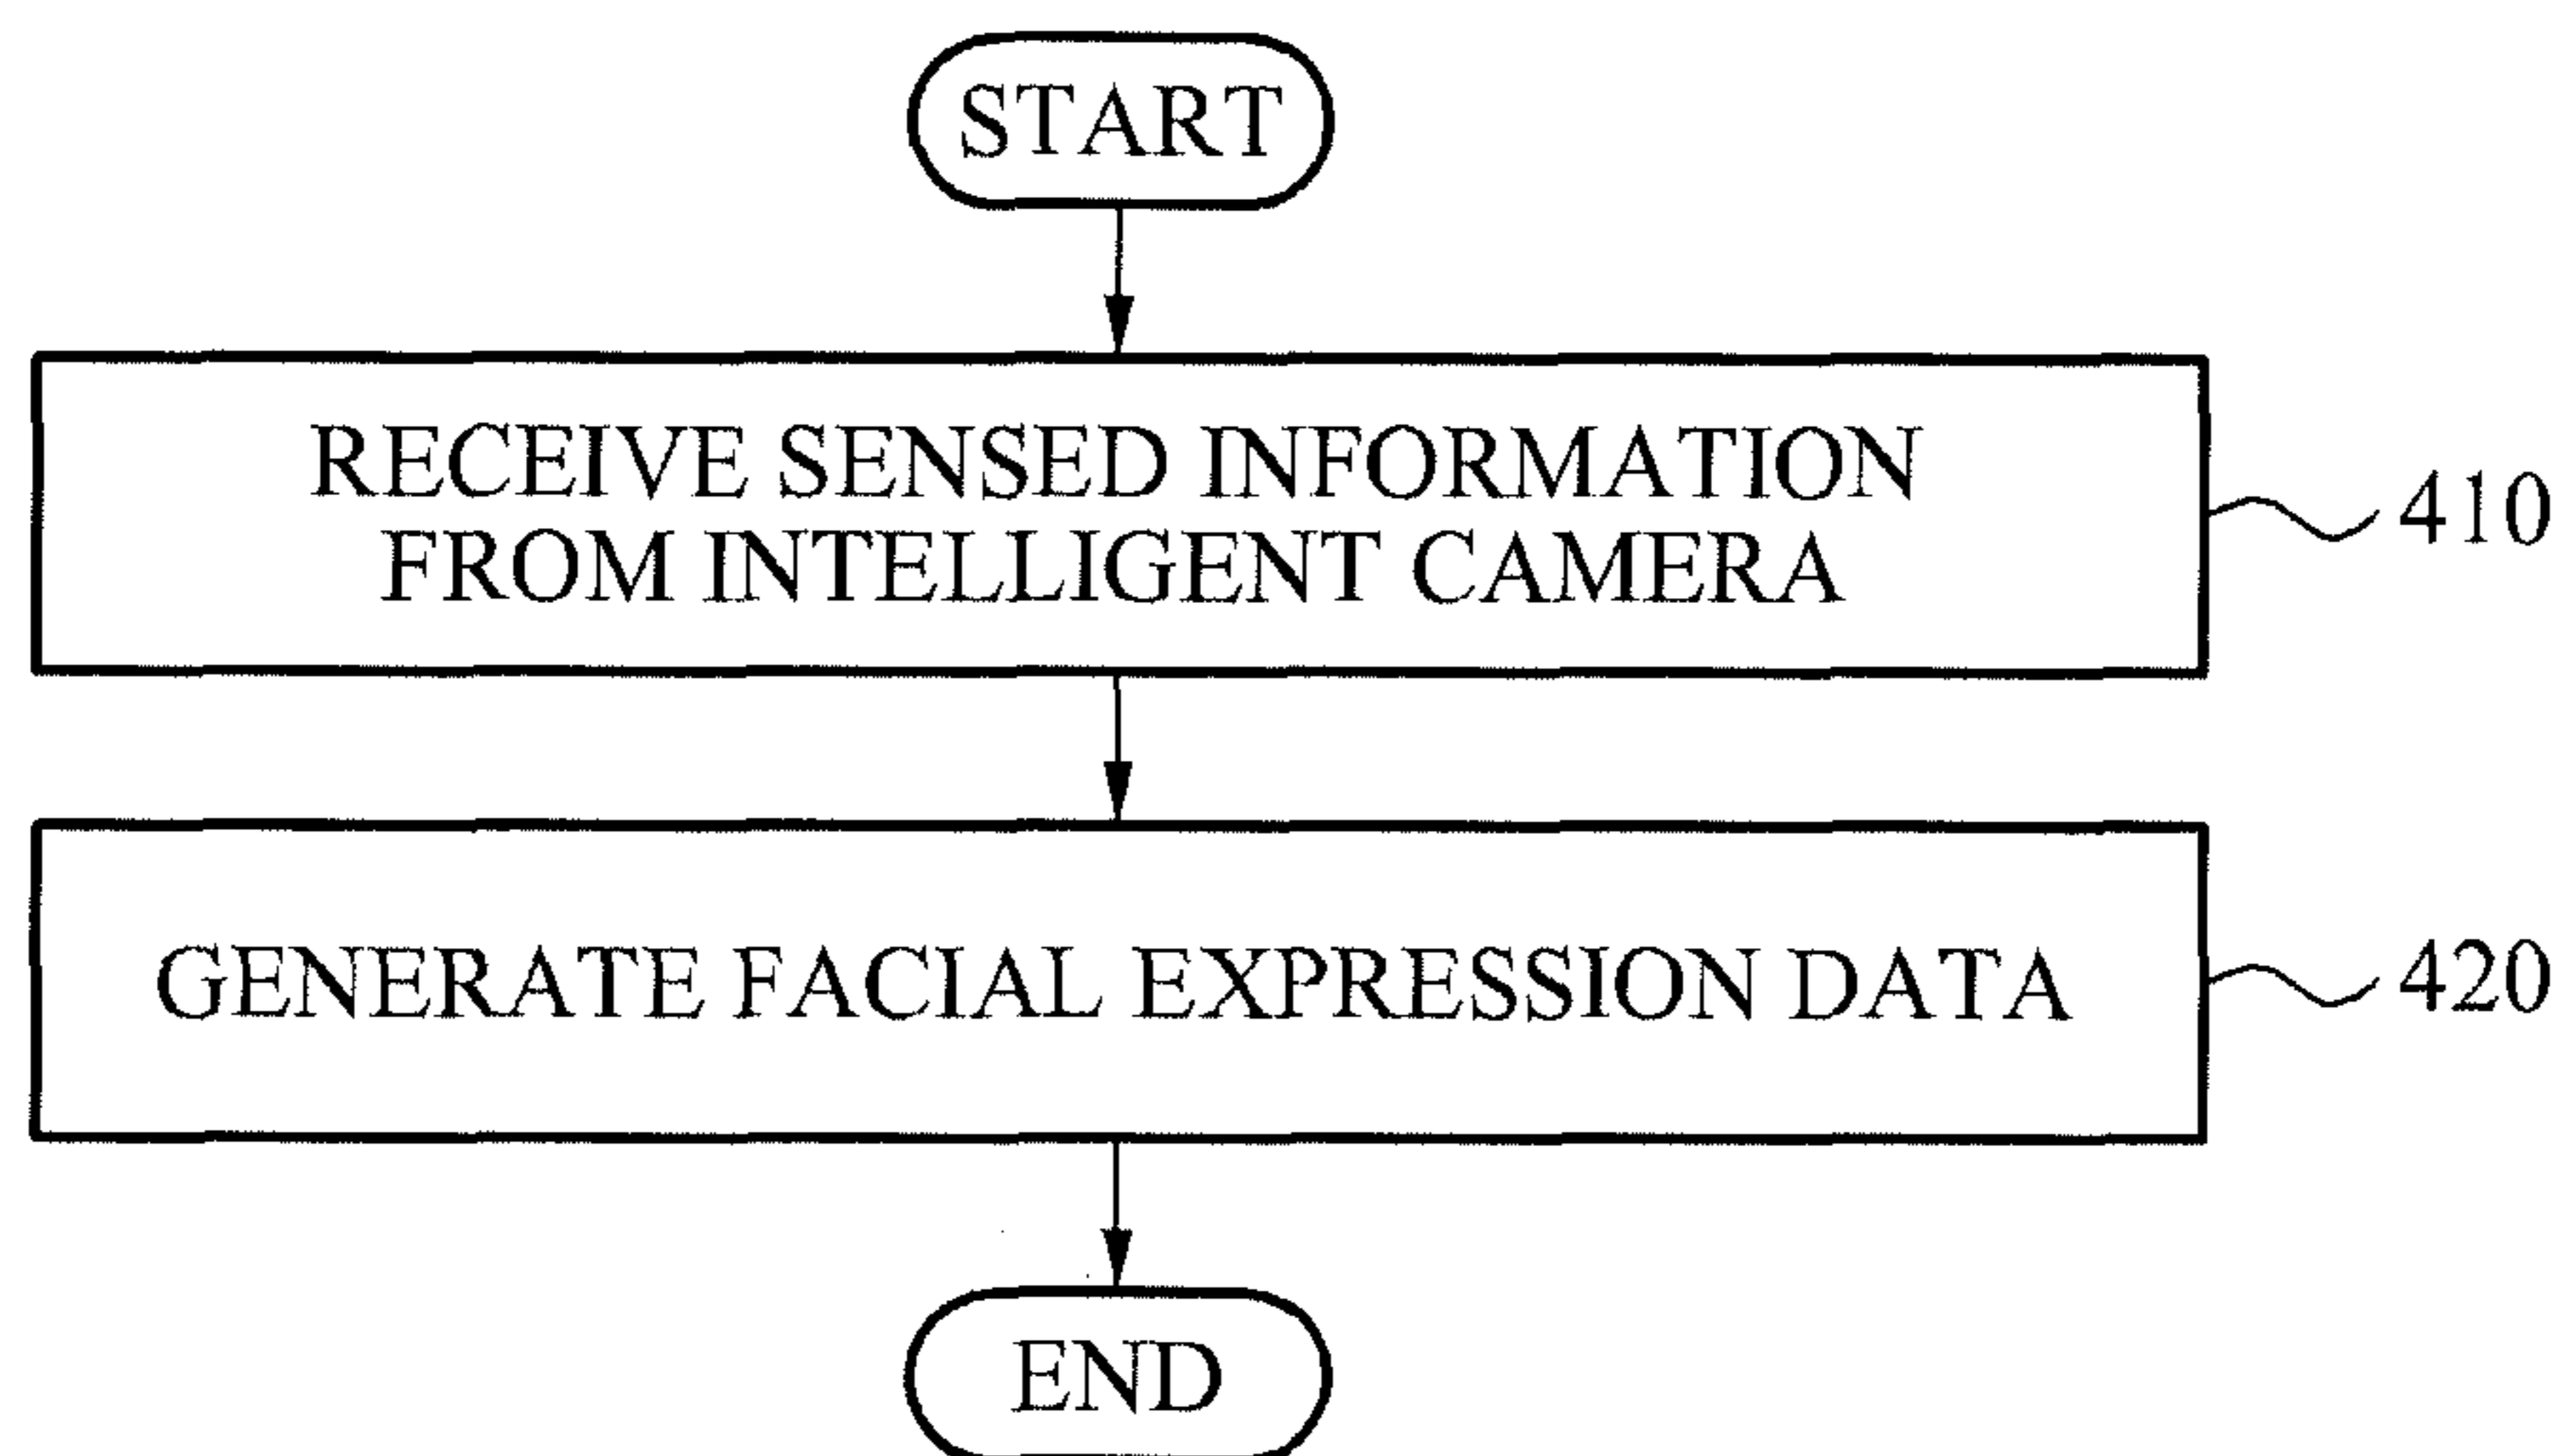 START
RECEIVE SENSED INFORMATION
FROM INTELLIGENT CAMERA
410
GENERATE FACIAL EXPRESSION DATA
420
END